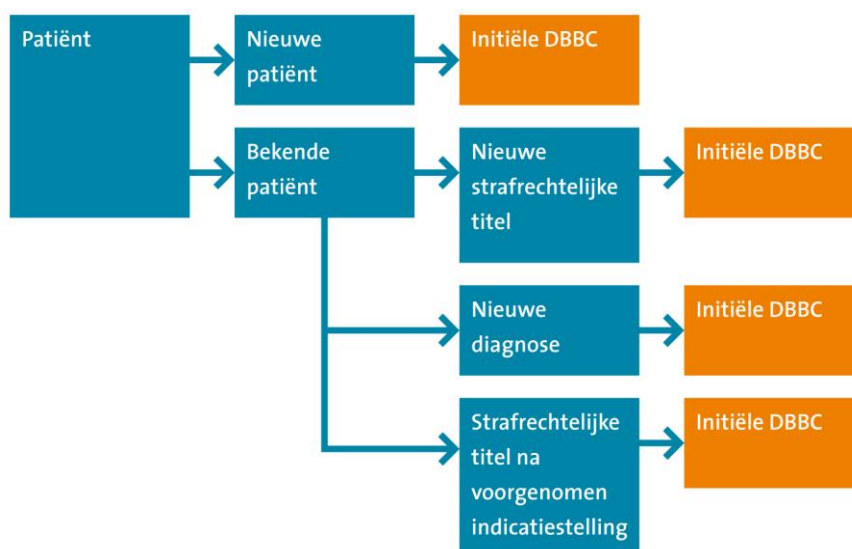 Patiënt
Nieuwe
patiënt
Initiële DBBC
Bekende
patiënt
Nieuwe
strafrechtelijke
titel
Initiële DBBC
Nieuwe
diagnose
Initiële DBBC
Strafrechtelijke
titel na
voorgenomen
indicatiestelling
Initiële DBBC